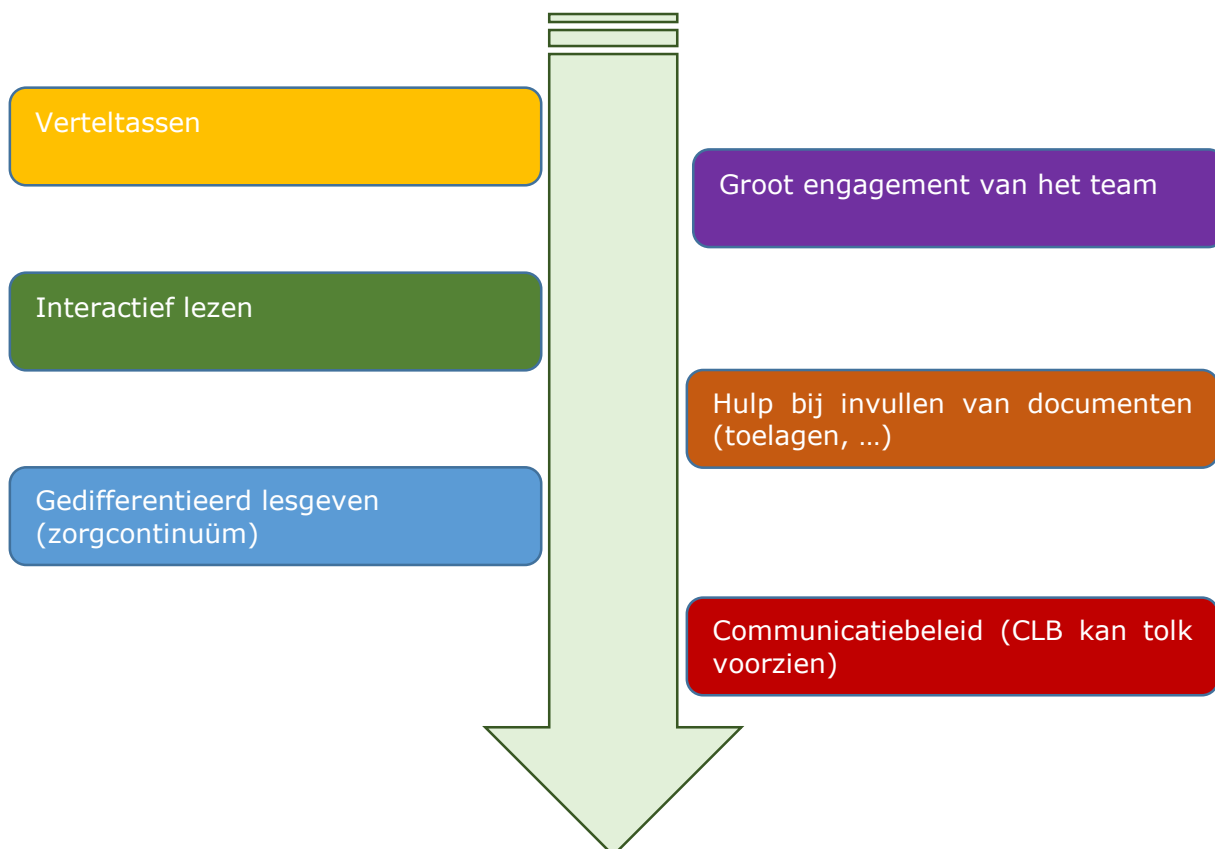 Verteltassen
Groot engagement van het team
Interactief lezen
Hulp bij invullen van documenten
(toelagen, …)
Gedifferentieerd lesgeven
(zorgcontinuüm)
Communicatiebeleid (CLB kan tolk
voorzien)